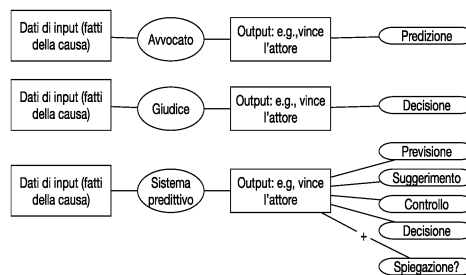 Dati di input (fatti
della causa)
Avvocato
Output: e.g.,vince
l'attore
Predizione
Dati di input (fatti
della causa)
Giudice
Output: e.g., vince
l'attore
Decisione
Dati di input (fatti
della causa)
Sistema
predittivo
Output: e.g, vince
l'attore
Previsione
Suggerimento
Controllo
Decisione
+
Spiegazione?